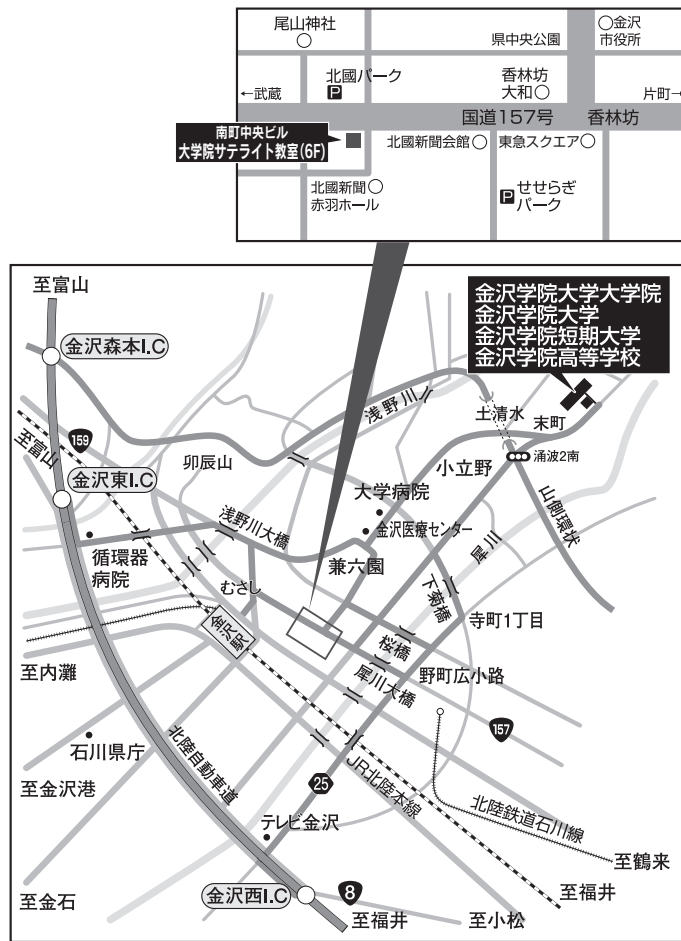 尾山神社
県中央公園
金沢
市役所
北國パーク
P
香林坊
大和
←武蔵
片町→
国道157号
香林坊
南町中央ビル
大学院サテライト教室(6F)
北國新聞会館
東急スクエア
北國新聞
赤羽ホール
P
せせらぎ
パーク
至富山
金沢森本I.C
金沢学院大学大学院
金沢学院大学
金沢学院短期大学
金沢学院高等学校
159
至富山
浅野川
土清水
末町
涌波2南
卯辰山
小立野
金沢東I.C
大学病院
金沢医療センター
山側環状
浅野川大橋
循環器
病院
兼六園
犀川
むさし
下菊橋
寺町1丁目
金沢駅
桜橋
至内灘
犀川大橋
野町広小路
157
石川県庁
北陸自動車道
25
JR北陸本線
至金沢港
北陸鉄道石川線
テレビ金沢
至鶴来
至金石
金沢西I.C
8
至福井
至小松
至福井